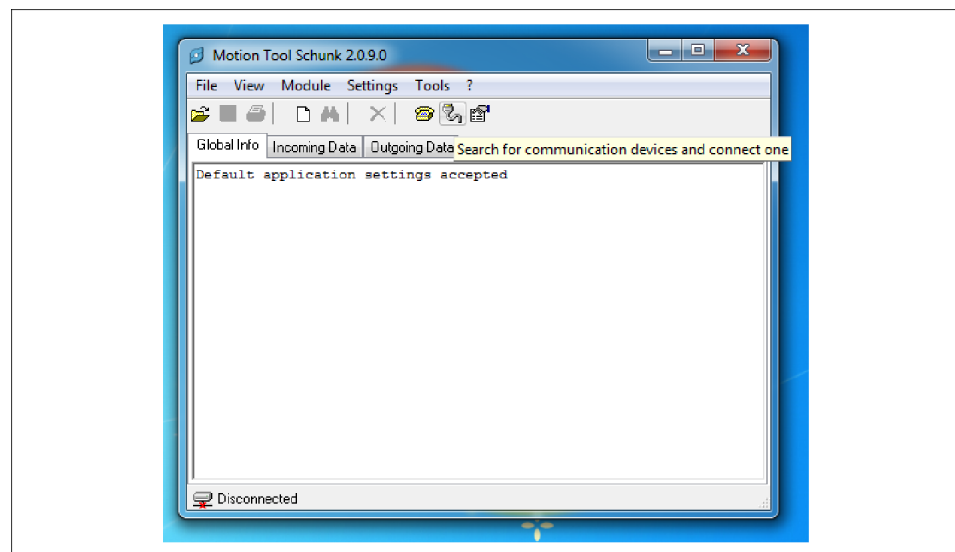 Motion Tool Schunk 2.0.9.0
File View Module Settings Tools ?
Global Info Incoming Data Outgoing Data
Search for communication devices and connect one
Default application settings accepted
Disconnected